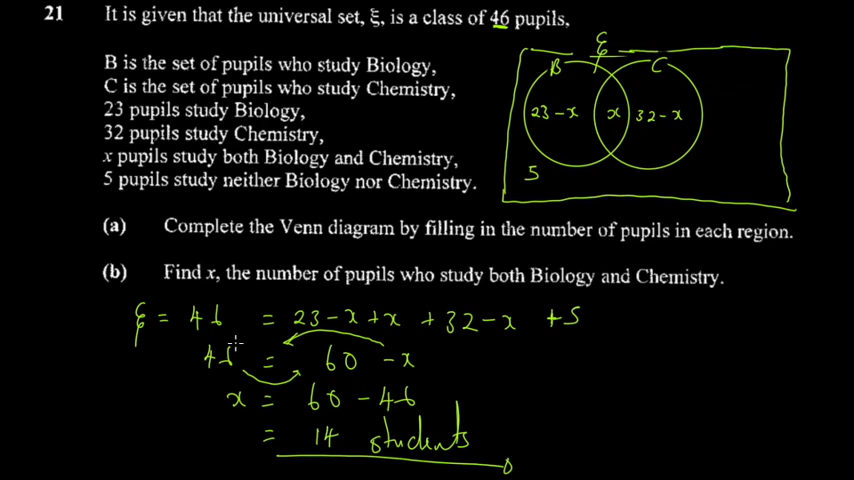 21 It is given that the universal set, ξ, is a class of 46 pupils,
B is the set of pupils who study Biology,
C is the set of pupils who study Chemistry,
23 pupils study Biology,
32 pupils study Chemistry,
x pupils study both Biology and Chemistry,
5 pupils study neither Biology nor Chemistry.
ξ
B C
23-x x 32-x
5
(a) Complete the Venn diagram by filling in the number of pupils in each region.
(b) Find x, the number of pupils who study both Biology and Chemistry.
ξ = 46 = 23-x+x +32-x +5
46 = 60 -x
x = 60 - 46
= 14 students